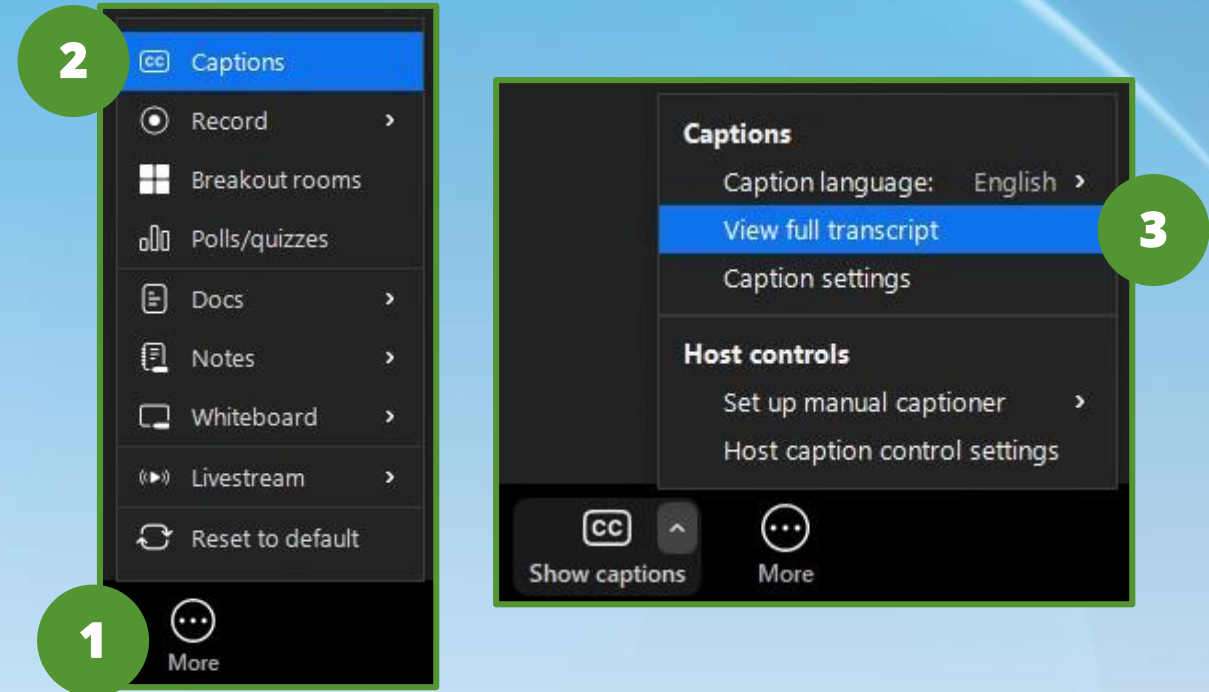 2
Captions
Record
Breakout rooms
Polls/quizzes
Docs
Notes
Whiteboard
Livestream
Reset to default
1
More
Captions
Caption language: English
View full transcript
3
Caption settings
Host controls
Set up manual captioner
Host caption control settings
CC
Show captions
More